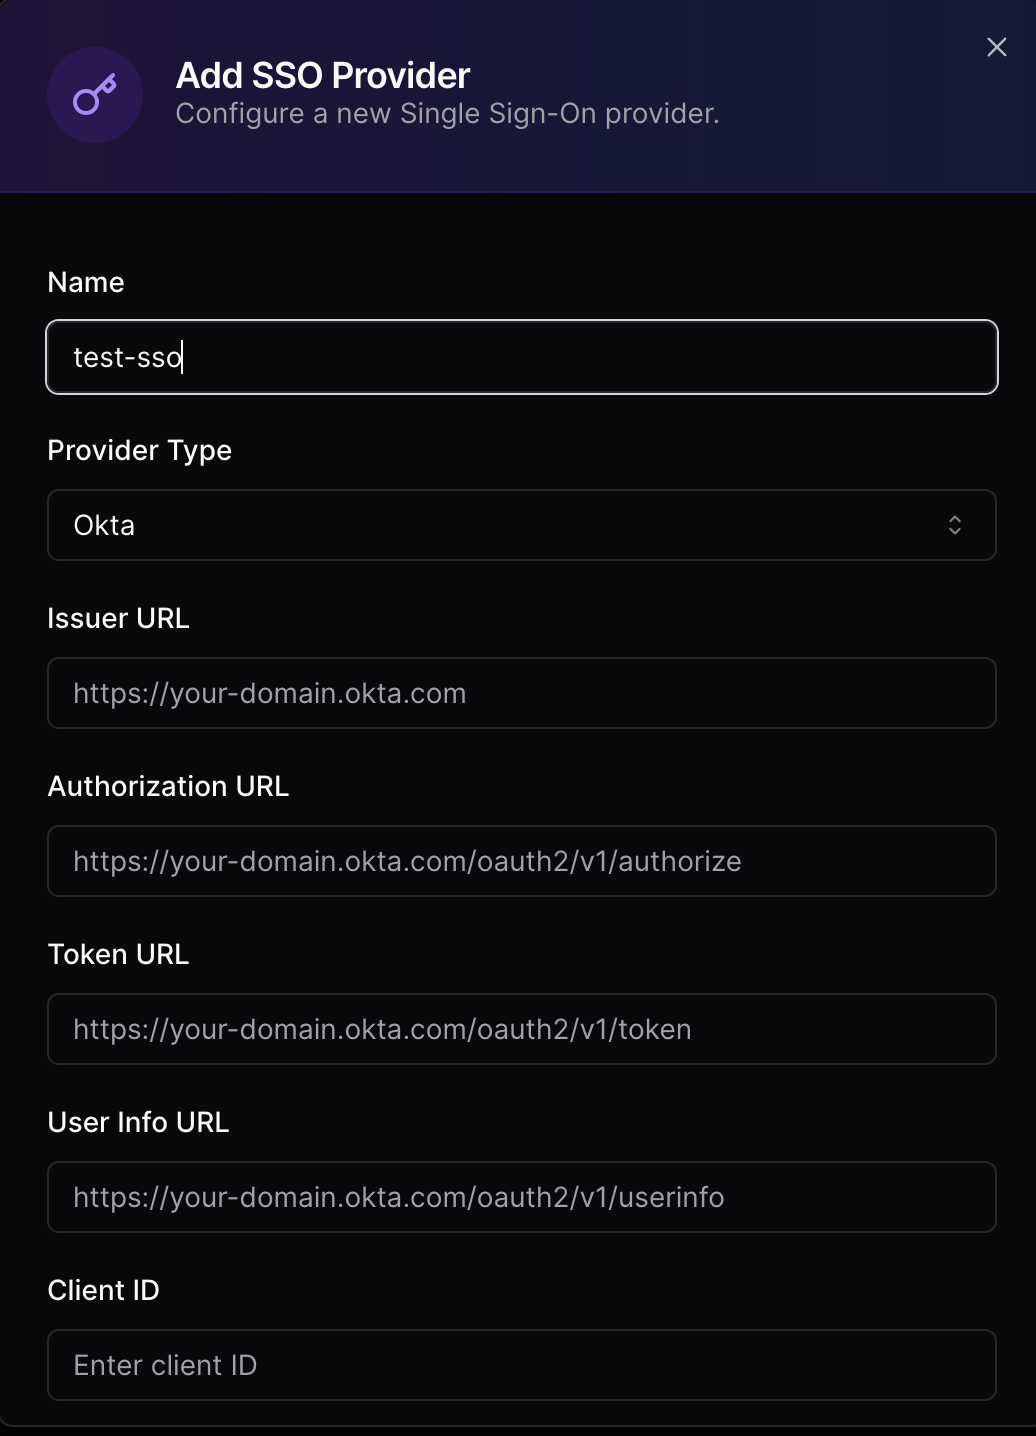 Add SSO Provider
Configure a new Single Sign-On provider.
Name
test-sso
Provider Type
Okta
Issuer URL
https://your-domain.okta.com
Authorization URL
https://your-domain.okta.com/oauth2/v1/authorize
Token URL
https://your-domain.okta.com/oauth2/v1/token
User Info URL
https://your-domain.okta.com/oauth2/v1/userinfo
Client ID
Enter client ID